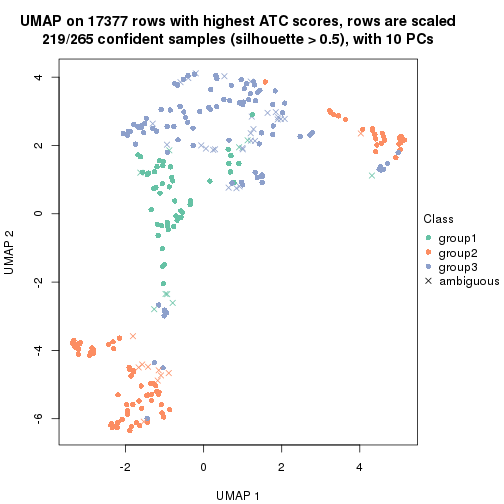 UMAP on 17377 rows with highest ATC scores, rows are scaled
219/265 confident samples (silhouette > 0.5), with 10 PCs
4
2
0
-2
-4
-6
UMAP 2
-2
0
2
4
UMAP 1
Class
group1
group2
group3
ambiguous